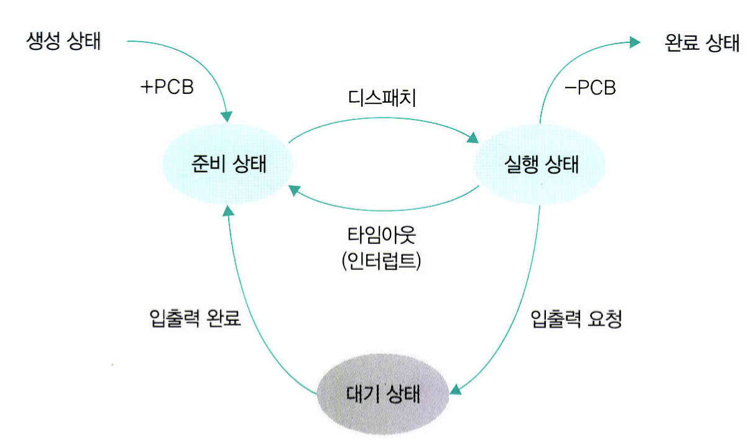 생성 상태
완료 상태
+PCB
디스패치
–PCB
준비 상태
실행 상태
타임아웃
(인터럽트)
입출력 완료
입출력 요청
대기 상태